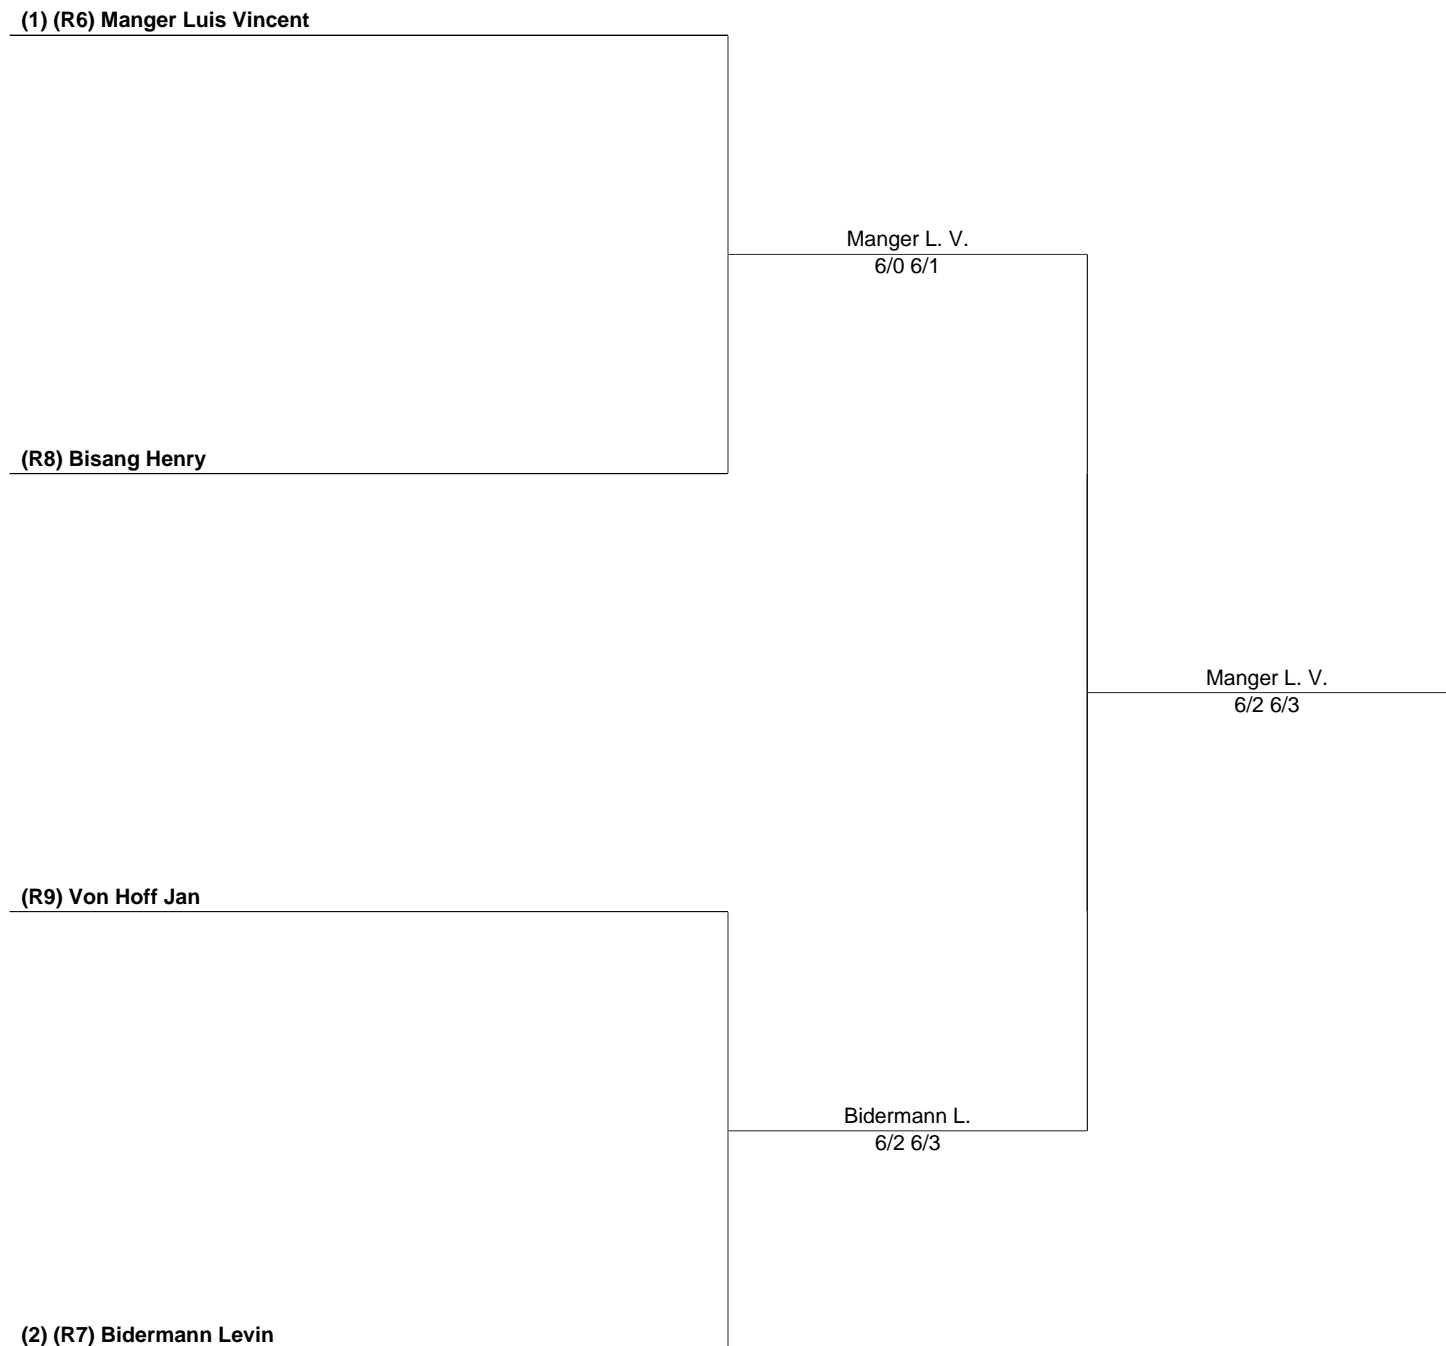 (1) (R6) Manger Luis Vincent
Manger L. V.
6/0 6/1
(R8) Bisang Henry
Manger L. V.
6/2 6/3
(R9) Von Hoff Jan
Bidermann L.
6/2 6/3
(2) (R7) Bidermann Levin